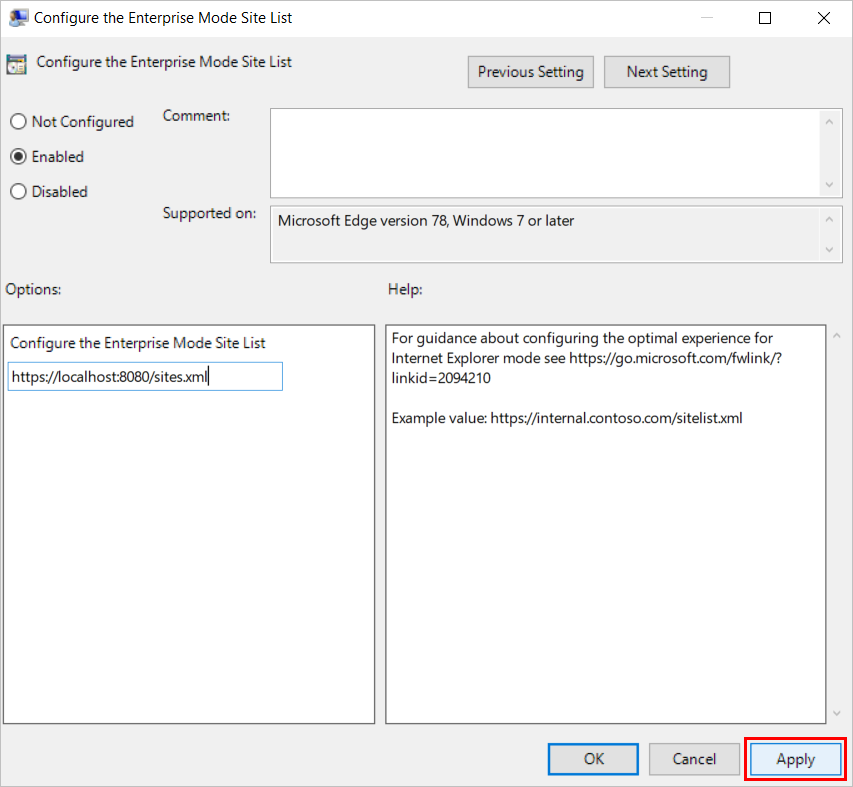 Configure the Enterprise Mode Site List
Configure the Enterprise Mode Site List
Previous Setting
Next Setting
Not Configured
Enabled
Disabled
Comment:
Supported on:
Microsoft Edge version 78, Windows 7 or later
Options:
Help:
Configure the Enterprise Mode Site List
https://localhost:8080/sites.xml
For guidance about configuring the optimal experience for
Internet Explorer mode see https://go.microsoft.com/fwlink/?
linkid=2094210
Example value: https://internal.contoso.com/sitelist.xml
OK
Cancel
Apply